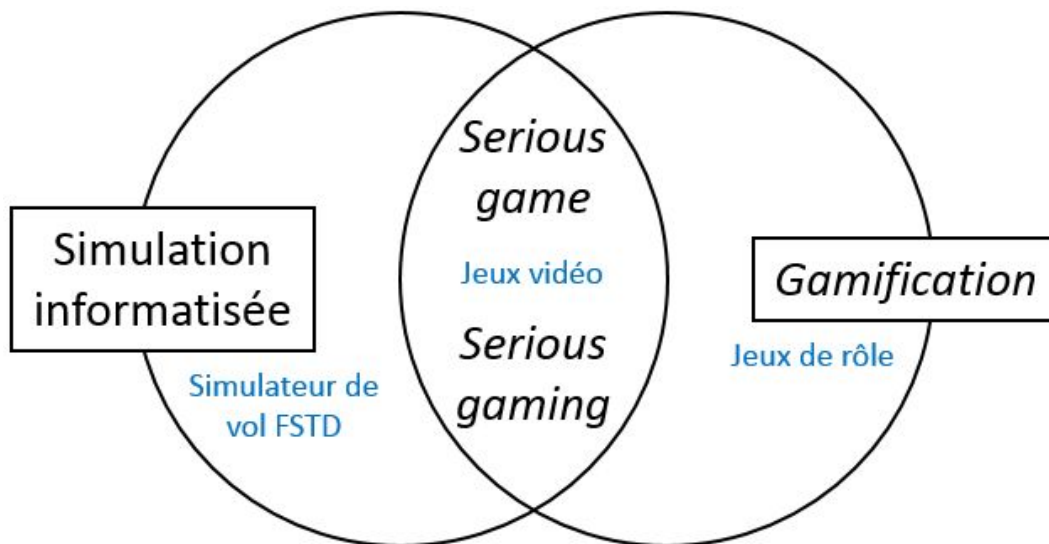 Simulation
informatisée
Simulateur de
vol FSTD
Serious
game
Jeux vidéo
Serious
gaming
Gamification
Jeux de rôle